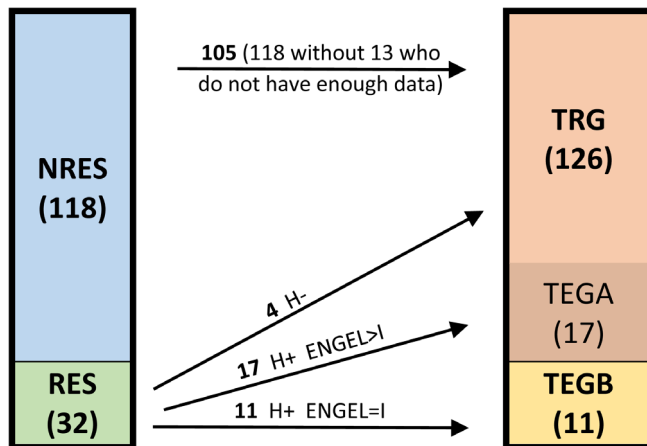 105 (118 without 13 who
do not have enough data)
NRES
(118)
TRG
(126)
4 H-
17 H+ ENGEL>I
11 H+ ENGEL=I
TEGA
(17)
RES
(32)
TEGB
(11)